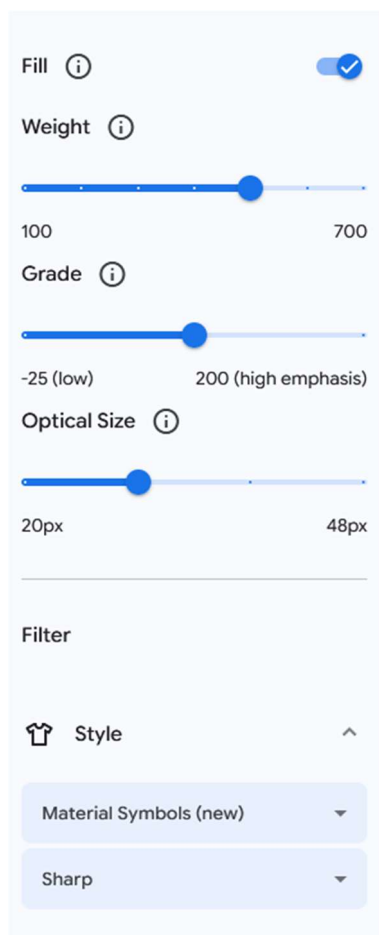 Fill
Weight
100 700
Grade
-25 (low) 200 (high emphasis)
Optical Size
20px 48px
Filter
Style
Material Symbols (new)
Sharp